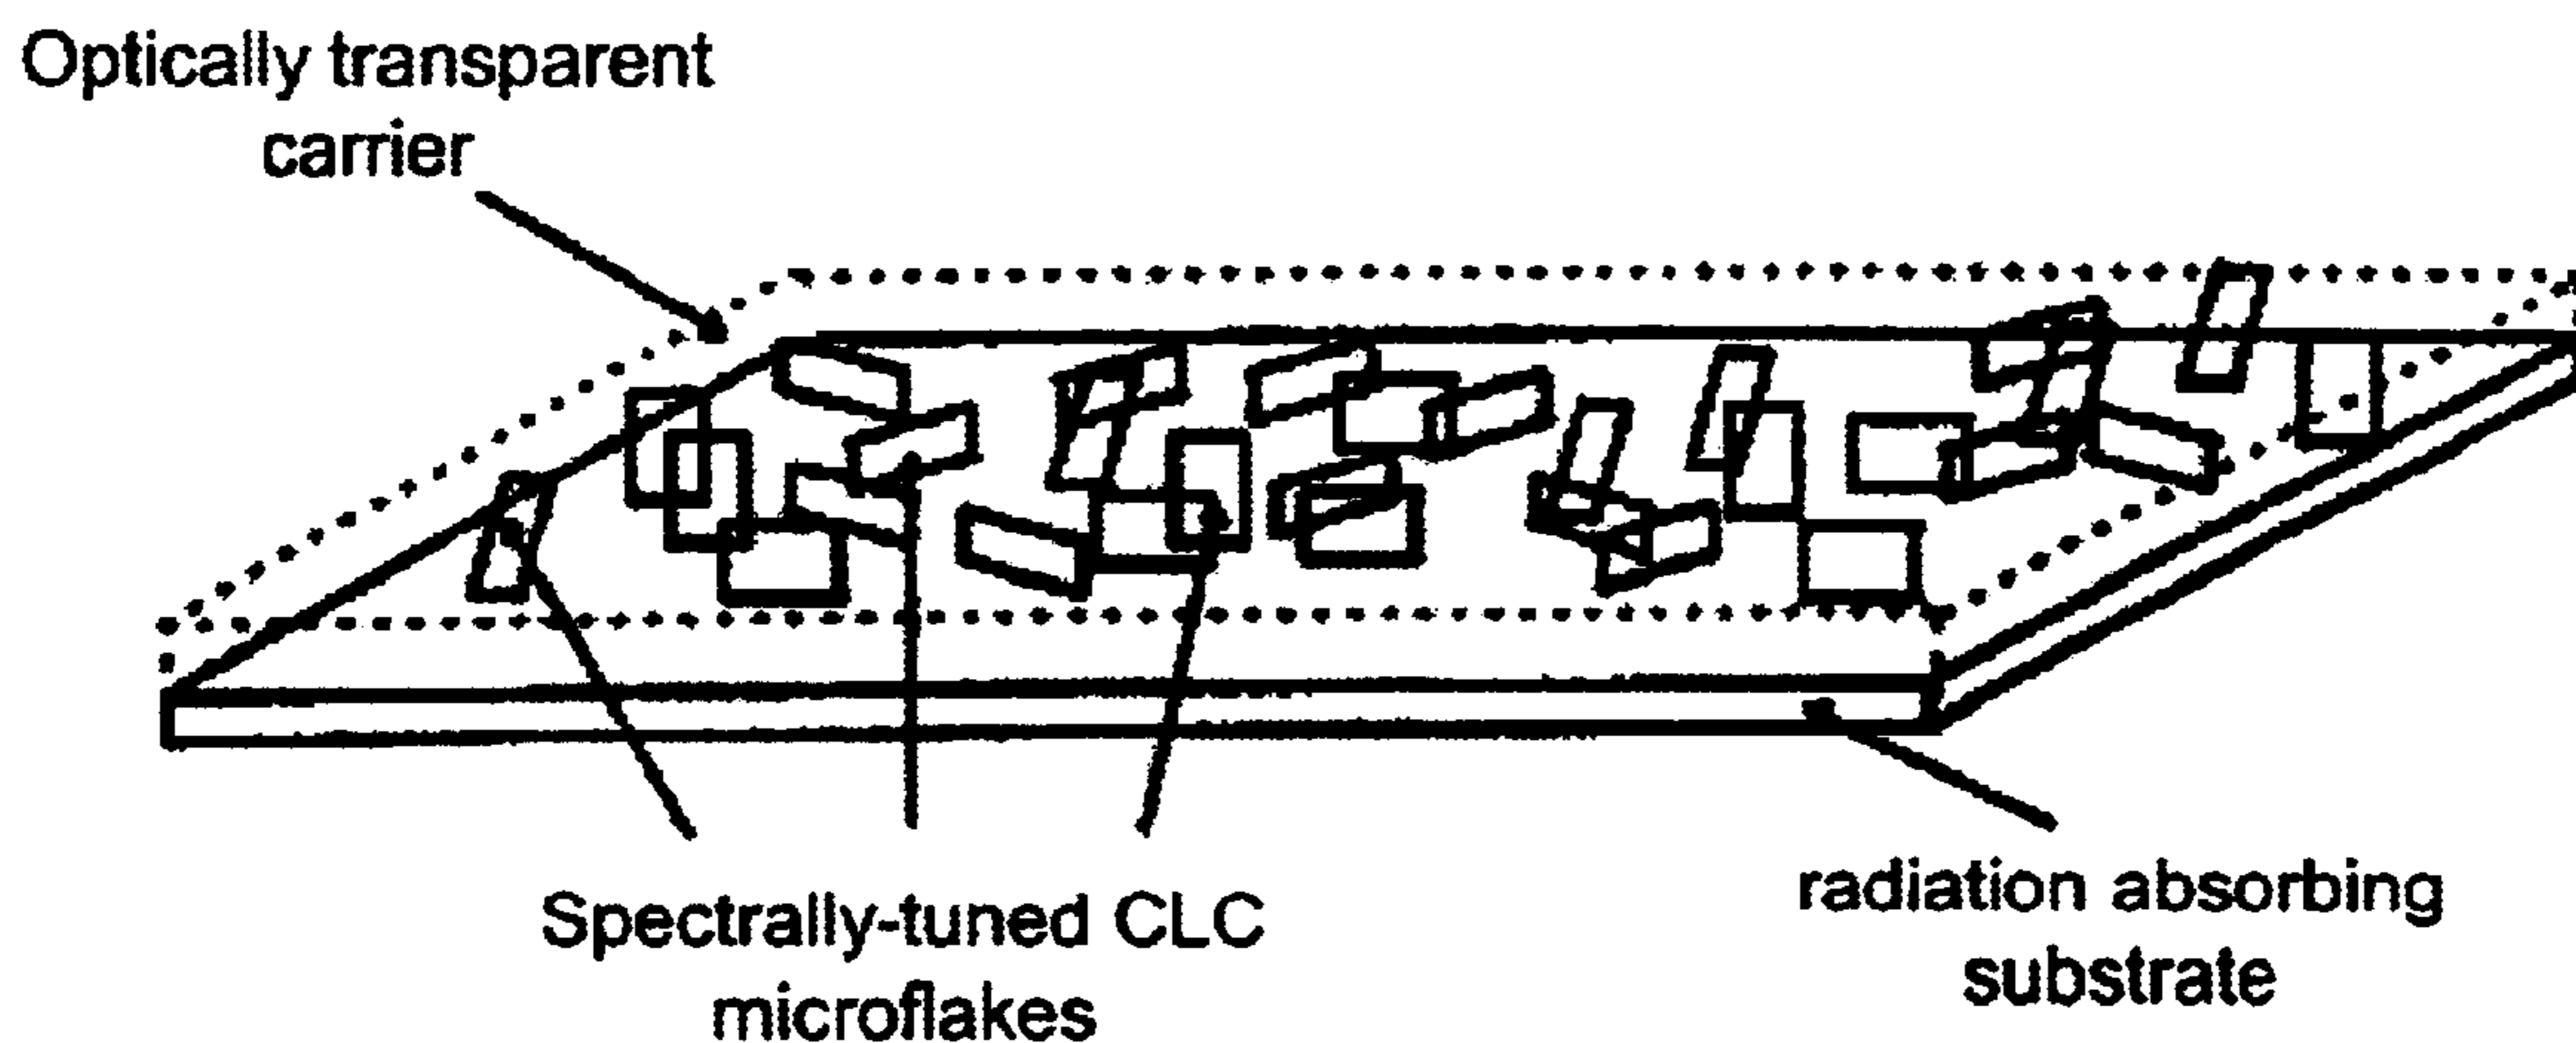 Optically transparent
carrier
Spectrally-tuned CLC
microflakes
radiation absorbing
substrate